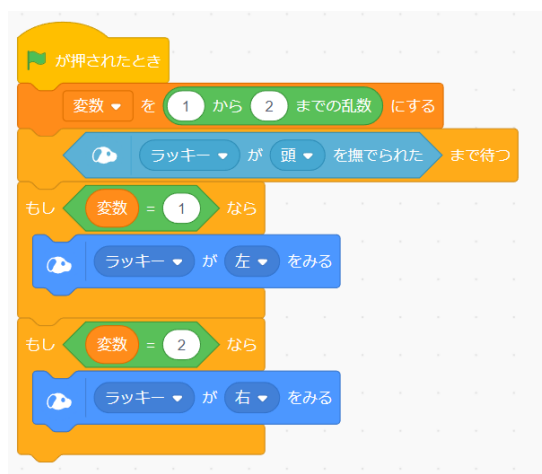 が押されたとき
変数 を 1 から 2 までの乱数 にする
ラッキー が 頭 を撫でられた まで待つ
もし 変数 = 1 なら
ラッキー が 左 をみる
もし 変数 = 2 なら
ラッキー が 右 をみる